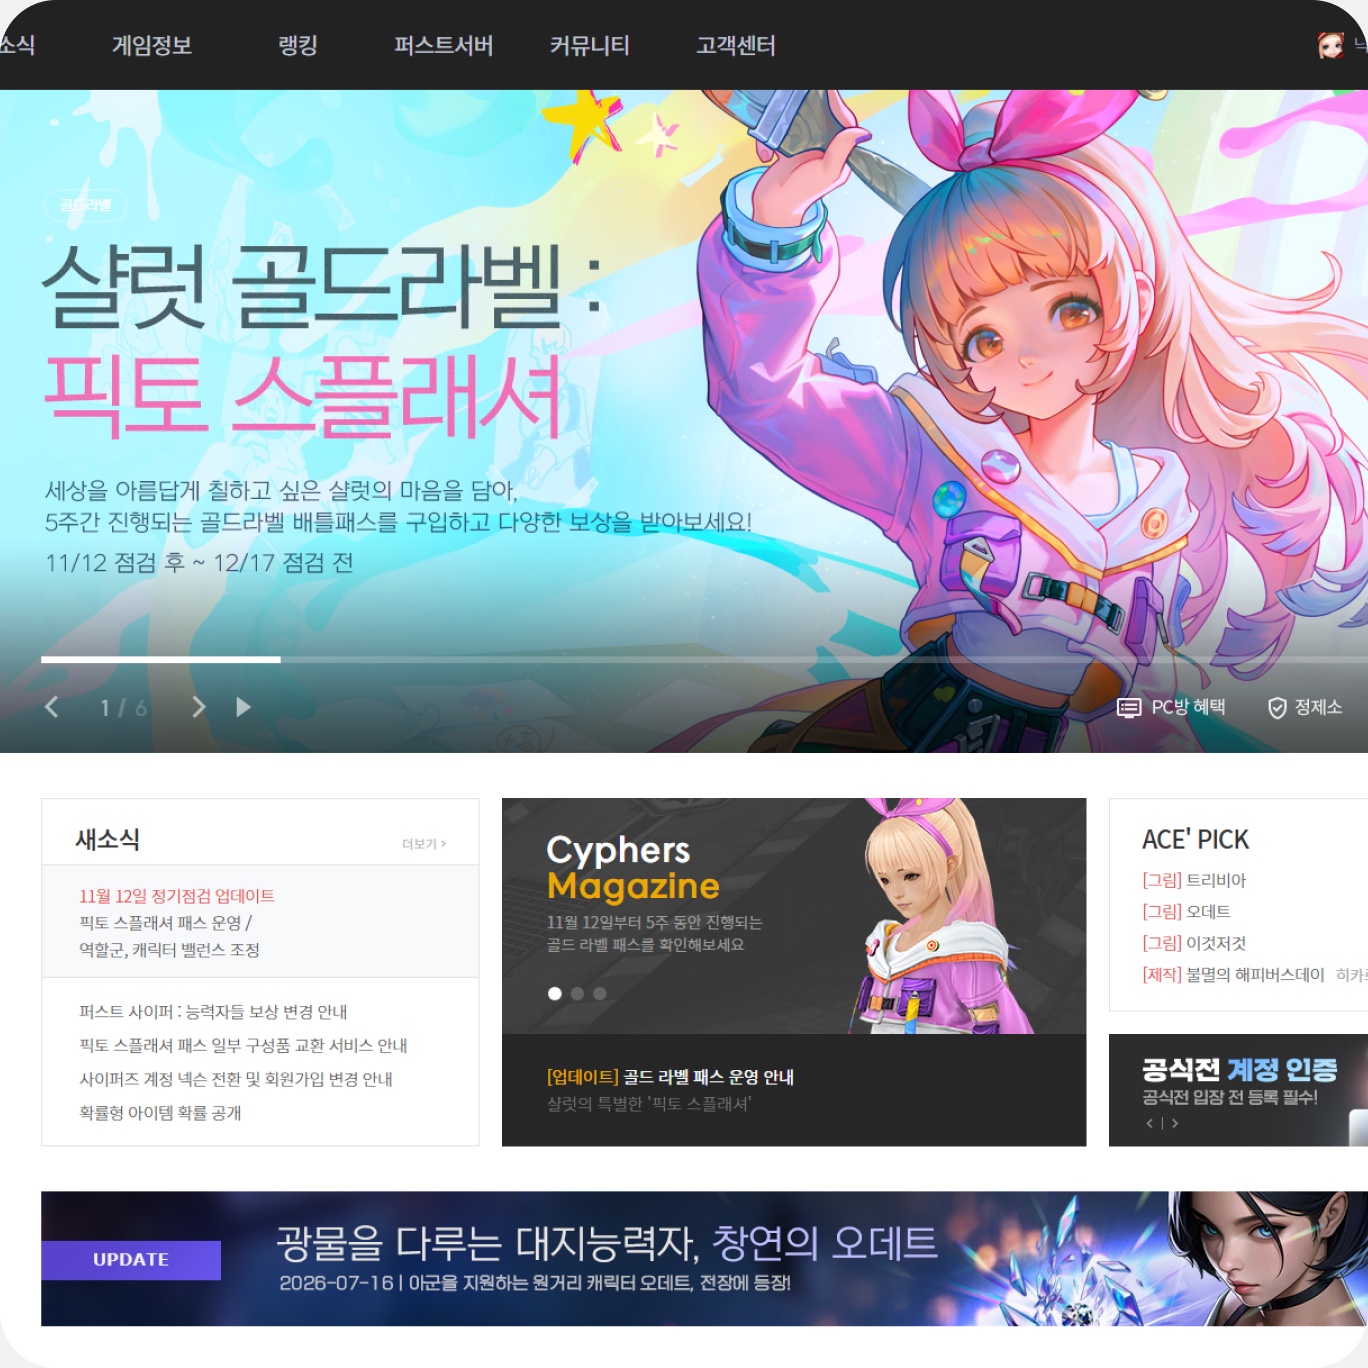 소식 게임정보 랭킹 퍼스트서버 커뮤니티 고객센터
골드라벨
샬럿 골드라벨 :
픽토 스플래셔
세상을 아름답게 칠하고 싶은 샬럿의 마음을 담아,
5주간 진행되는 골드라벨 배틀패스를 구입하고 다양한 보상을 받아보세요!
11/12 점검 후 ~ 12/17 점검 전
1 / 6
PC방 혜택 정제소
새소식 더보기 >
11월 12일 정기점검 업데이트
픽토 스플래셔 패스 운영 /
역할군, 캐릭터 밸런스 조정
퍼스트 사이퍼 : 능력자들 보상 변경 안내
픽토 스플래셔 패스 일부 구성품 교환 서비스 안내
사이퍼즈 계정 넥슨 전환 및 회원가입 변경 안내
확률형 아이템 확률 공개
Cyphers
Magazine
11월 12일부터 5주 동안 진행되는
골드 라벨 패스를 확인해보세요
[업데이트] 골드 라벨 패스 운영 안내
샬럿의 특별한 '픽토 스플래셔'
ACE' PICK
[그림] 트리비아
[그림] 오데트
[그림] 이것저것
[제작] 불멸의 해피버스데이 히카
공식전 계정 인증
공식전 입장 전 등록 필수!
UPDATE
광물을 다루는 대지능력자, 창연의 오데트
2026-07-16 | 아군을 지원하는 원거리 캐릭터 오데트, 전장에 등장!